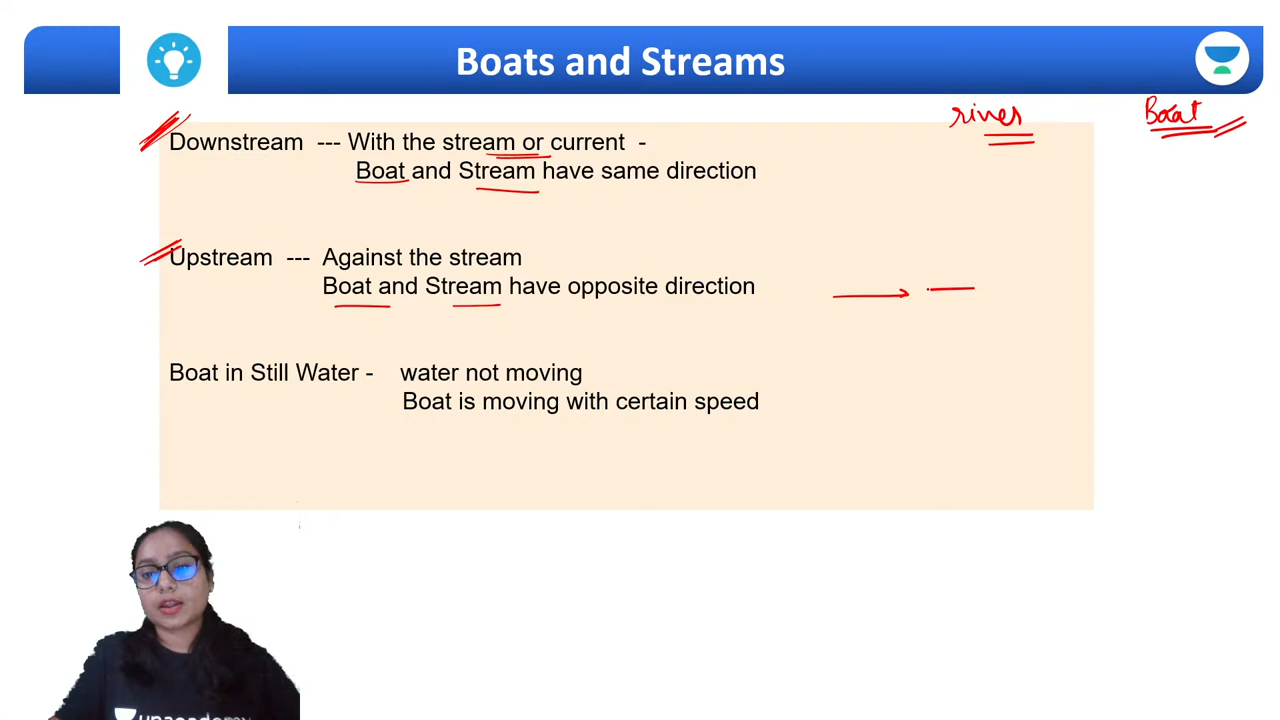 Boats and Streams
river
Boat
Downstream --- With the stream or current -
Boat and Stream have same direction
Upstream --- Against the stream
Boat and Stream have opposite direction
Boat in Still Water - water not moving
Boat is moving with certain speed
unacademy